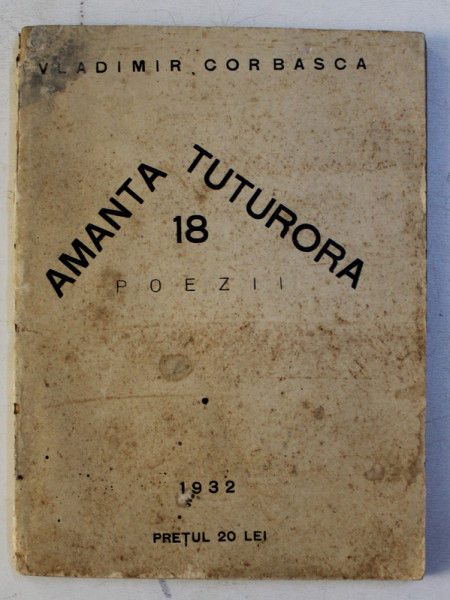 VLADIMIR CORBASCA
AMANTA TUTURORA
18
POEZII
1932
PREȚUL 20 LEI